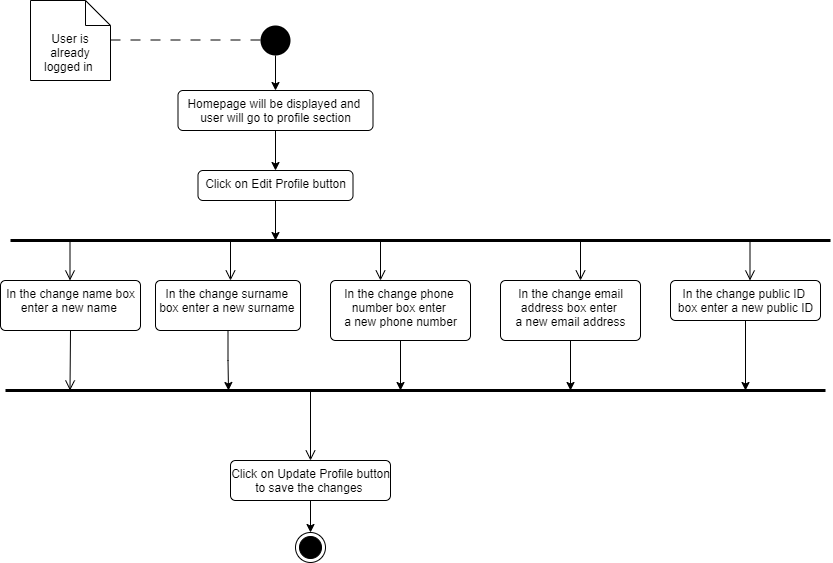 User is
already
logged in
Homepage will be displayed and
user will go to profile section
Click on Edit Profile button
In the change name box
enter a new name
In the change surname
box enter a new surname
In the change phone
number box enter
a new phone number
In the change email
address box enter
a new email address
In the change public ID
box enter a new public ID
Click on Update Profile button
to save the changes